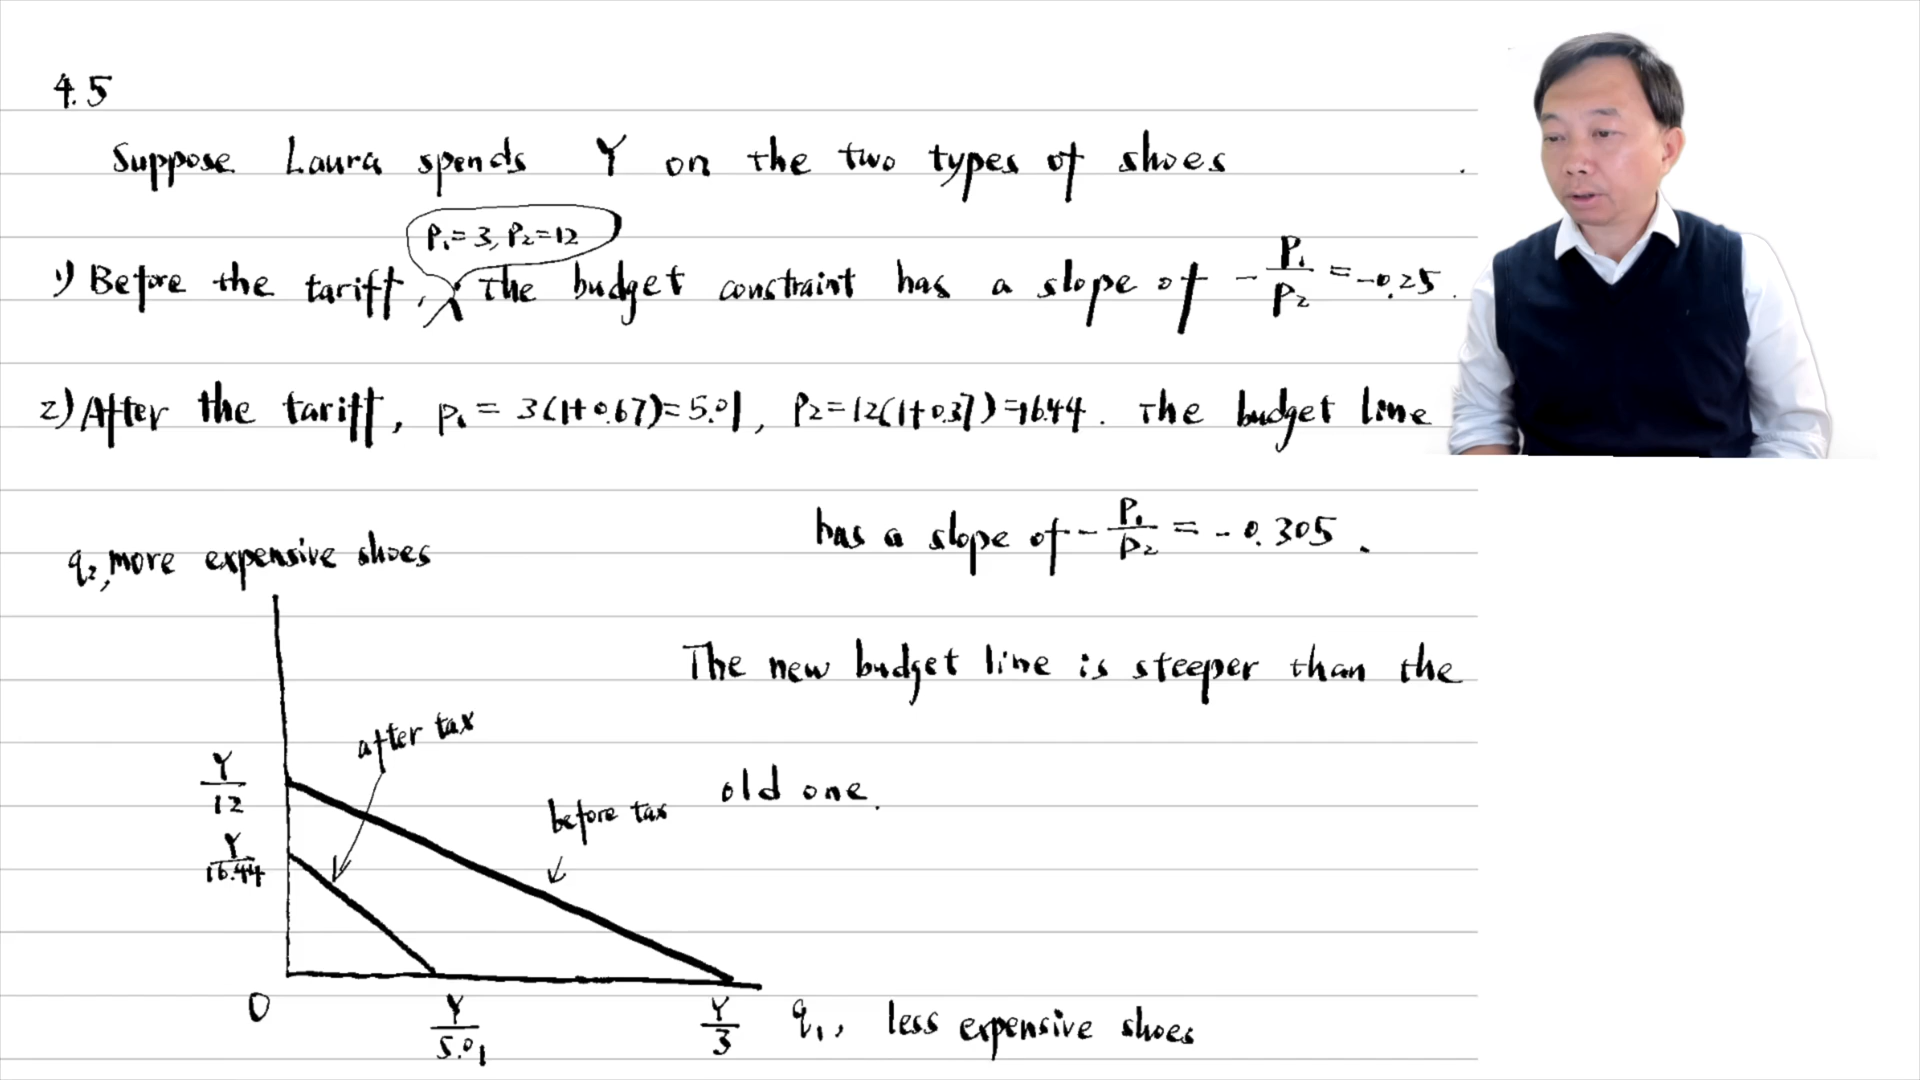 4.5
Suppose Laura spends Y on the two types of shoes
P₁ = 3, P₂ = 12
1) Before the tariff, The budget constraint has a slope of - P₁/P₂ = -0.25.
2) After the tariff, P₁ = 3(1+0.67)=5.01, P₂=12(1+0.37)=16.44. The budget line
has a slope of - P₁/P₂ = -0.305.
q₂, more expensive shoes
The new budget line is steeper than the
after tax
Y/12
before tax
old one.
Y/16.44
0
Y/5.01
Y/3
q₁, less expensive shoes